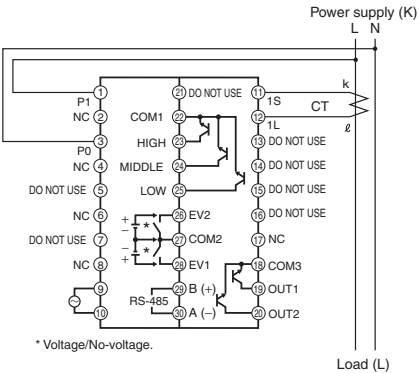 Power supply (K)
L N
1 21 DO NOT USE 11
P1 1S k
NC 2 COM1 22 12 CT
1L ℓ
3 HIGH 23 13 DO NOT USE
P0
NC 4 MIDDLE 24 14 DO NOT USE
DO NOT USE 5 LOW 25 15 DO NOT USE
NC 6 + − * 26 EV2 16 DO NOT USE
DO NOT USE 7 27 COM2 17 NC
NC 8 − + * 28 EV1 18 COM3
9 RS-485 29 B (+) 19 OUT1
10 30 A (−) 20 OUT2
* Voltage/No-voltage.
Load (L)